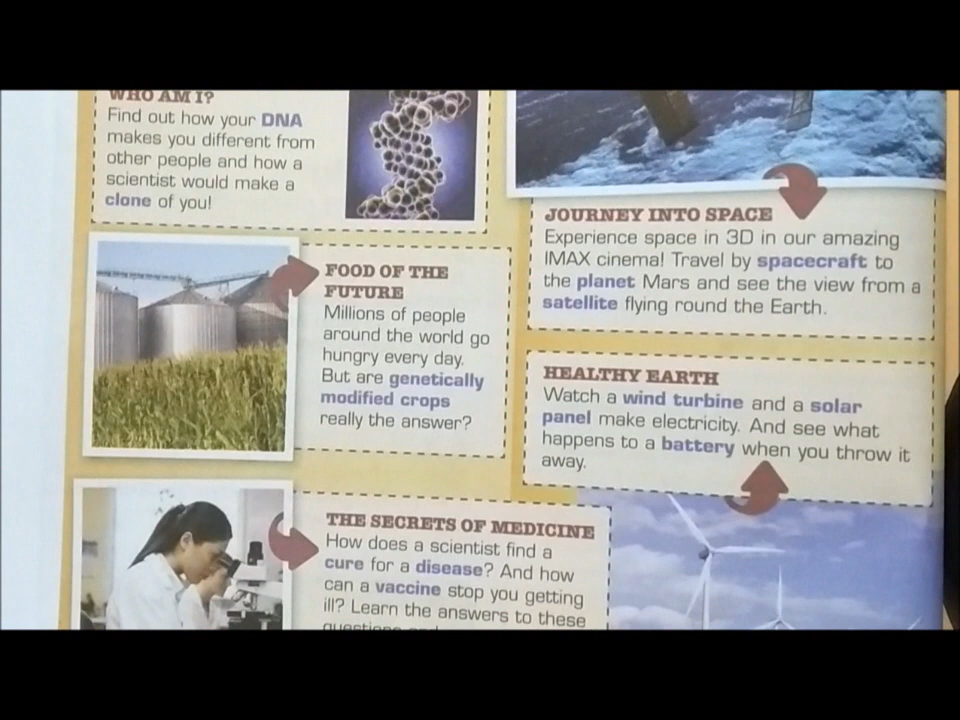 WHO AM I?
Find out how your DNA
makes you different from
other people and how a
scientist would make a
clone of you!
FOOD OF THE
FUTURE
Millions of people
around the world go
hungry every day.
But are genetically
modified crops
really the answer?
THE SECRETS OF MEDICINE
How does a scientist find a
cure for a disease? And how
can a vaccine stop you getting
ill? Learn the answers to these
questions and
JOURNEY INTO SPACE
Experience space in 3D in our amazing
IMAX cinema! Travel by spacecraft to
the planet Mars and see the view from a
satellite flying round the Earth.
HEALTHY EARTH
Watch a wind turbine and a solar
panel make electricity. And see what
happens to a battery when you throw it
away.